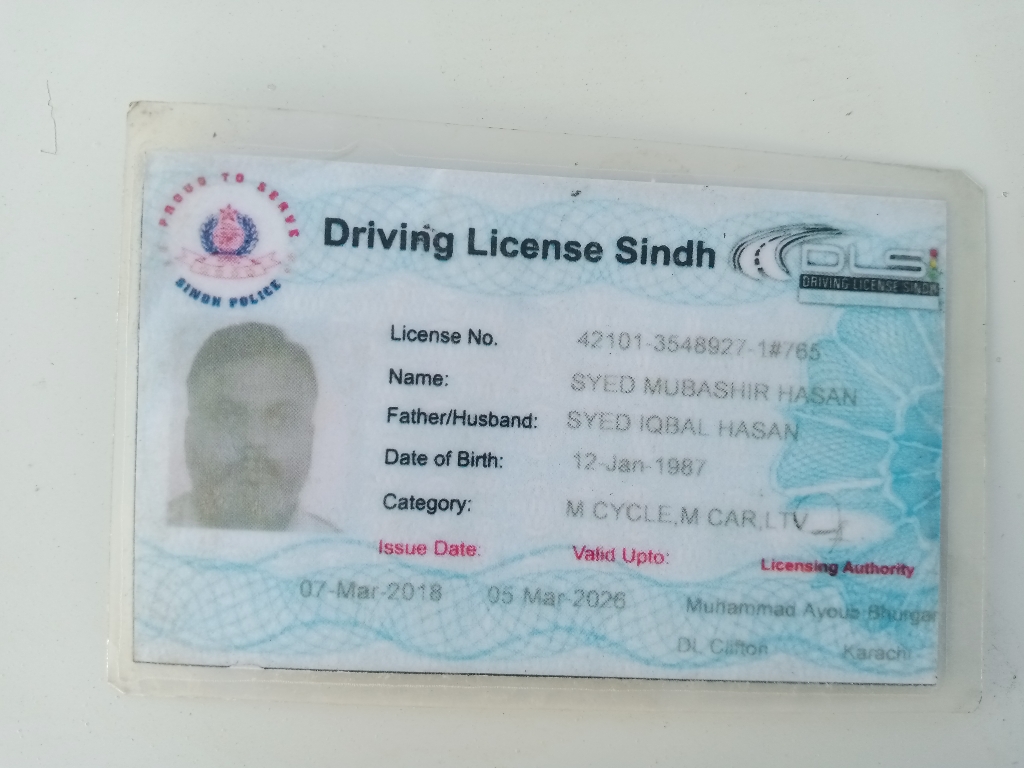 PROUD TO SERVE
SINDH POLICE
Driving License Sindh
DLS
DRIVING LICENSE SINDH
License No. 42101-3548927-1#765
Name: SYED MUBASHIR HASAN
Father/Husband: SYED IQBAL HASAN
Date of Birth: 12-Jan-1987
Category: M CYCLE,M CAR,LTV
Issue Date: Valid Upto: Licensing Authority
07-Mar-2018 05 Mar-2026 Muhammad Ayoub Bhurgar
DL Clifton Karachi